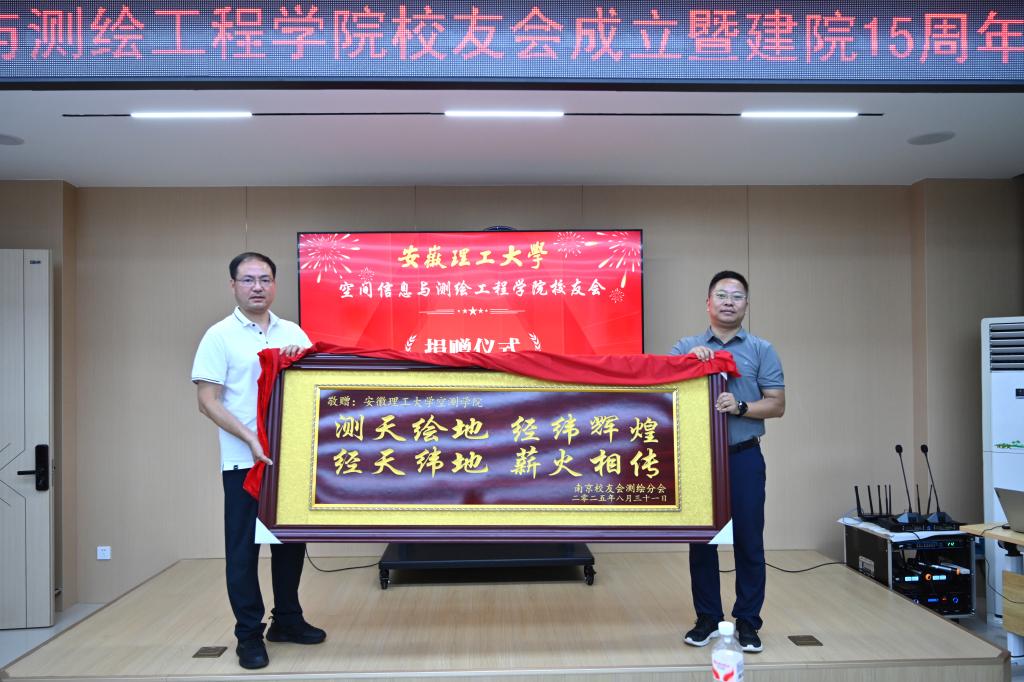 与测绘工程学院校友会成立暨建院15周年
安徽理工大學
空间信息与测绘工程学院校友会
捐赠仪式
敬赠：安徽理工大学空测学院
测天绘地 经纬辉煌
经天纬地 薪火相传
南京校友会测绘分会
二零二五年八月三十一日